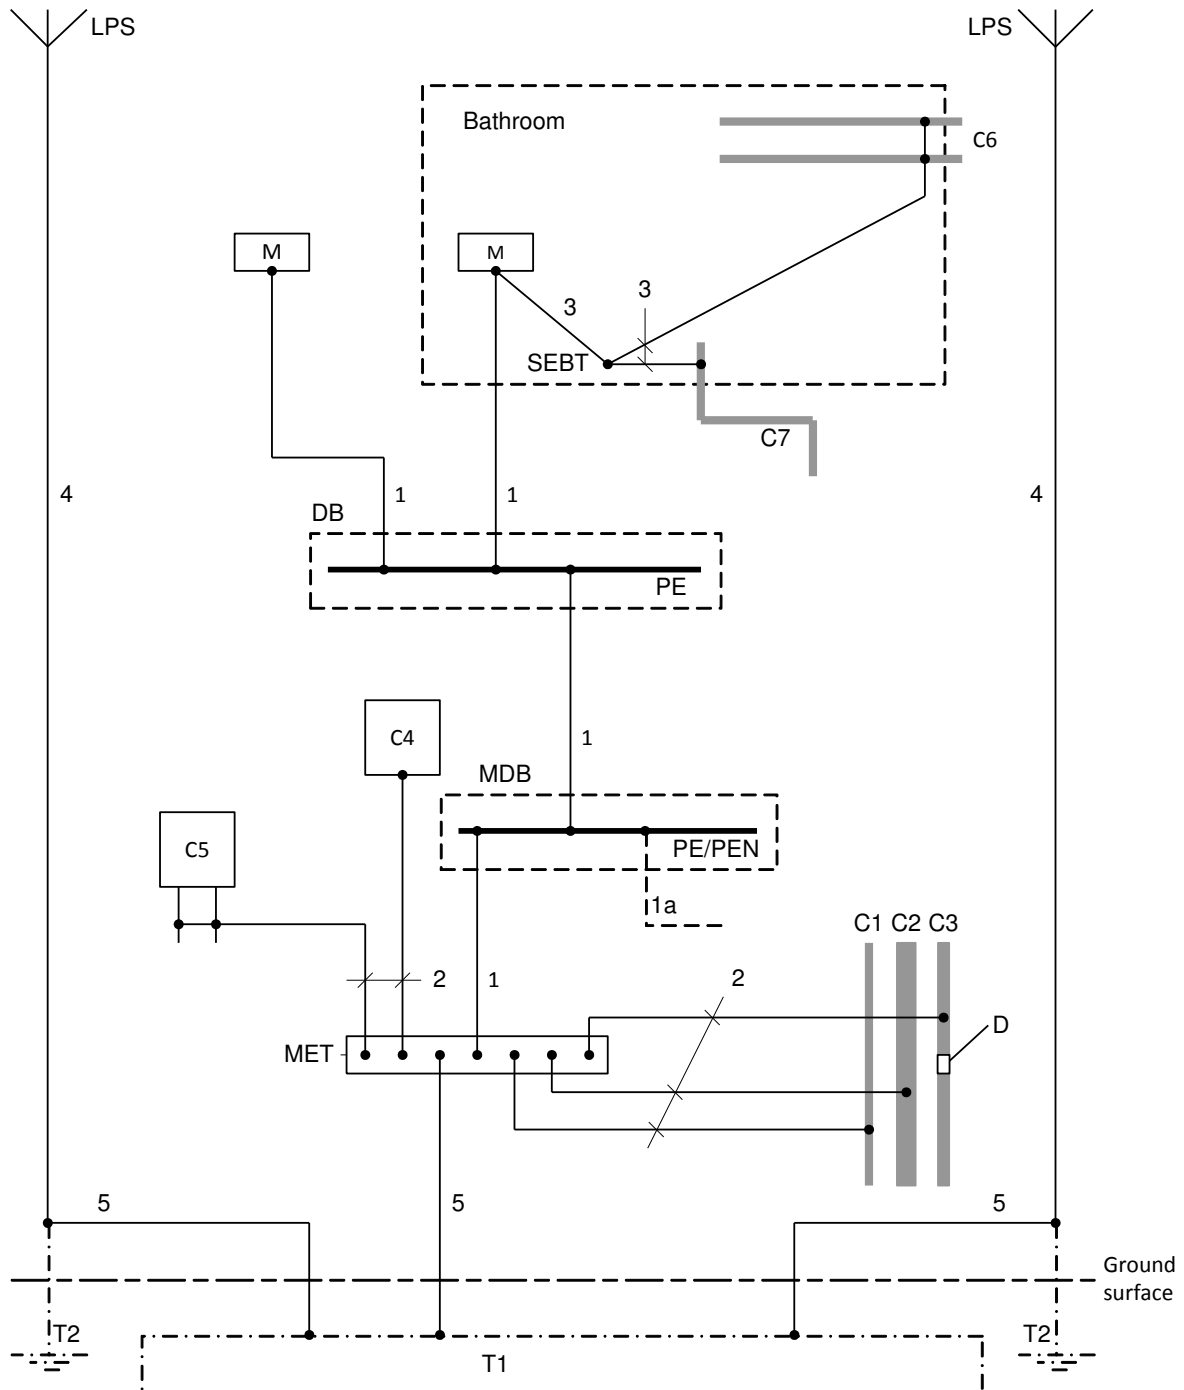 LPS
LPS
Bathroom
C6
M
M
3
3
SEBT
C7
4
1
1
4
DB
PE
C4
1
MDB
C5
PE/PEN
1a
C1 C2 C3
2
1
2
D
MET
5
5
5
Ground
surface
T2
T1
T2